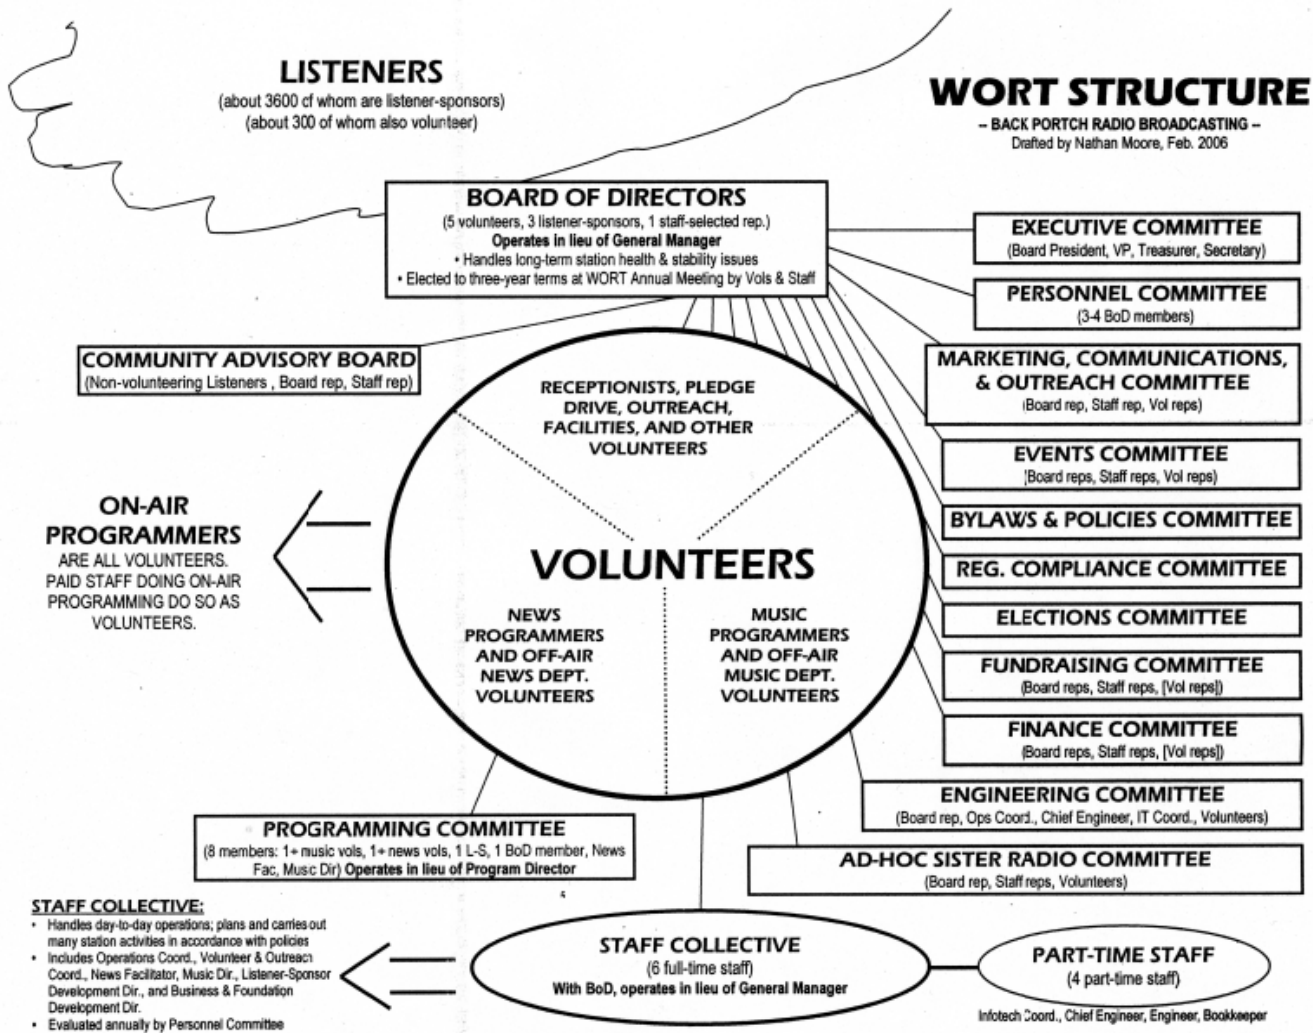 LISTENERS
(about 3600 of whom are listener-sponsors)
(about 300 of whom also volunteer)
WORT STRUCTURE
-- BACK PORTCH RADIO BROADCASTING --
Drafted by Nathan Moore, Feb. 2006
BOARD OF DIRECTORS
(5 volunteers, 3 listener-sponsors, 1 staff-selected rep.)
Operates in lieu of General Manager
• Handles long-term station health & stability issues
• Elected to three-year terms at WORT Annual Meeting by Vols & Staff
EXECUTIVE COMMITTEE
(Board President, VP, Treasurer, Secretary)
PERSONNEL COMMITTEE
(3-4 BoD members)
MARKETING, COMMUNICATIONS,
& OUTREACH COMMITTEE
(Board rep, Staff rep, Vol reps)
EVENTS COMMITTEE
(Board reps, Staff reps, Vol reps)
BYLAWS & POLICIES COMMITTEE
REG. COMPLIANCE COMMITTEE
ELECTIONS COMMITTEE
FUNDRAISING COMMITTEE
(Board reps, Staff reps, [Vol reps])
FINANCE COMMITTEE
(Board reps, Staff reps, [Vol reps])
ENGINEERING COMMITTEE
(Board rep, Ops Coord., Chief Engineer, IT Coord., Volunteers)
AD-HOC SISTER RADIO COMMITTEE
(Board rep, Staff reps, Volunteers)
COMMUNITY ADVISORY BOARD
(Non-volunteering Listeners , Board rep, Staff rep)
RECEPTIONISTS, PLEDGE
DRIVE, OUTREACH,
FACILITIES, AND OTHER
VOLUNTEERS
VOLUNTEERS
NEWS
PROGRAMMERS
AND OFF-AIR
NEWS DEPT.
VOLUNTEERS
MUSIC
PROGRAMMERS
AND OFF-AIR
MUSIC DEPT.
VOLUNTEERS
ON-AIR
PROGRAMMERS
ARE ALL VOLUNTEERS.
PAID STAFF DOING ON-AIR
PROGRAMMING DO SO AS
VOLUNTEERS.
PROGRAMMING COMMITTEE
(8 members: 1+ music vols, 1+ news vols, 1 L-S, 1 BoD member, News
Fac, Music Dir) Operates in lieu of Program Director
STAFF COLLECTIVE:
• Handles day-to-day operations; plans and carries out
many station activities in accordance with policies
• Includes Operations Coord., Volunteer & Outreach
Coord., News Facilitator, Music Dir., Listener-Sponsor
Development Dir., and Business & Foundation
Development Dir.
• Evaluated annually by Personnel Committee
STAFF COLLECTIVE
(6 full-time staff)
With BoD, operates in lieu of General Manager
PART-TIME STAFF
(4 part-time staff)
Infotech Coord., Chief Engineer, Engineer, Bookkeeper